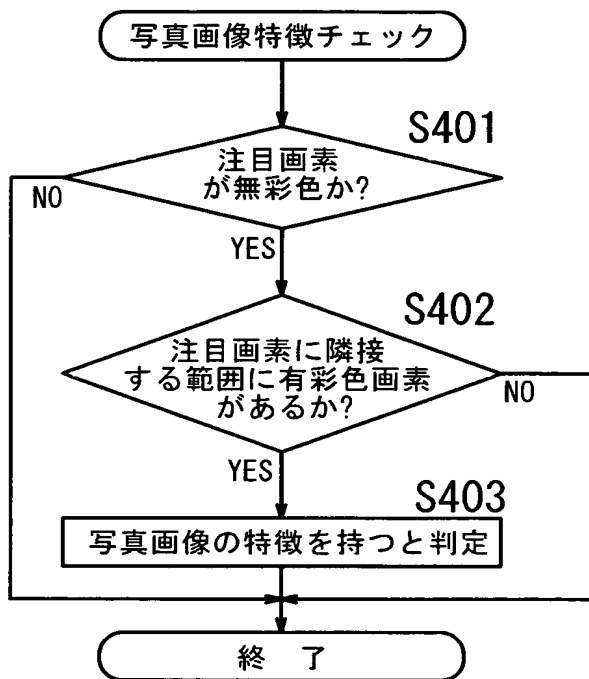 写真画像特徴チェック
S401
注目画素
が無彩色か?
NO
YES
S402
注目画素に隣接
する範囲に有彩色画素
があるか?
NO
YES
S403
写真画像の特徴を持つと判定
終 了